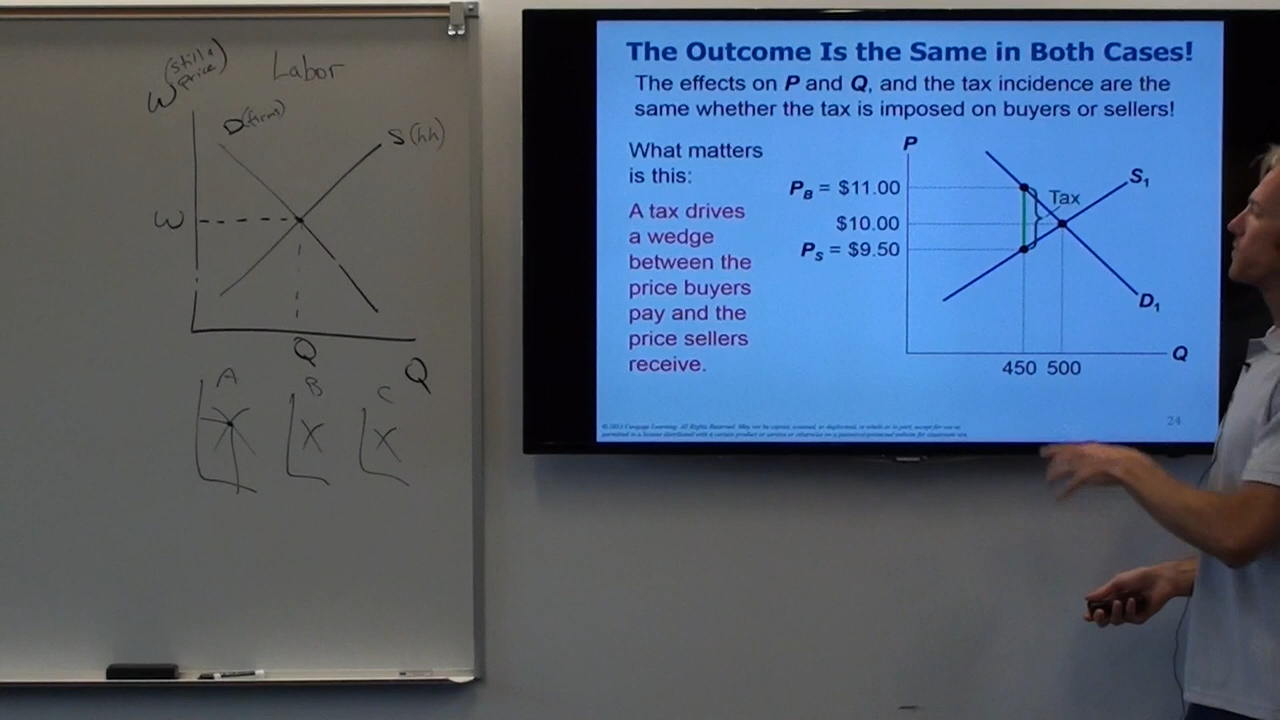 (still a
price)
W
Labor
D(firms)
S(hh)
W
Q
Q
A
B
C
The Outcome Is the Same in Both Cases!
The effects on P and Q, and the tax incidence are the
same whether the tax is imposed on buyers or sellers!
What matters
is this:
A tax drives
a wedge
between the
price buyers
pay and the
price sellers
receive.
P
PB = $11.00
$10.00
PS = $9.50
Tax
S1
D1
Q
450 500
24